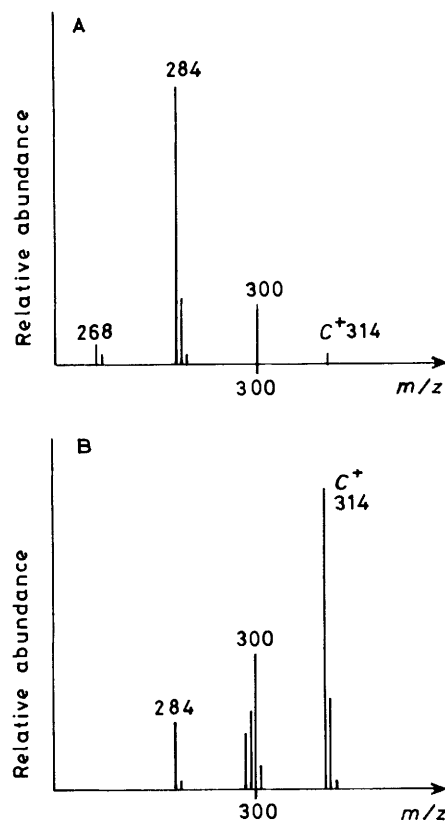 A
284
Relative abundance
300
268
C+ 314
300
m/z
B
C+
314
300
284
Relative abundance
300
m/z